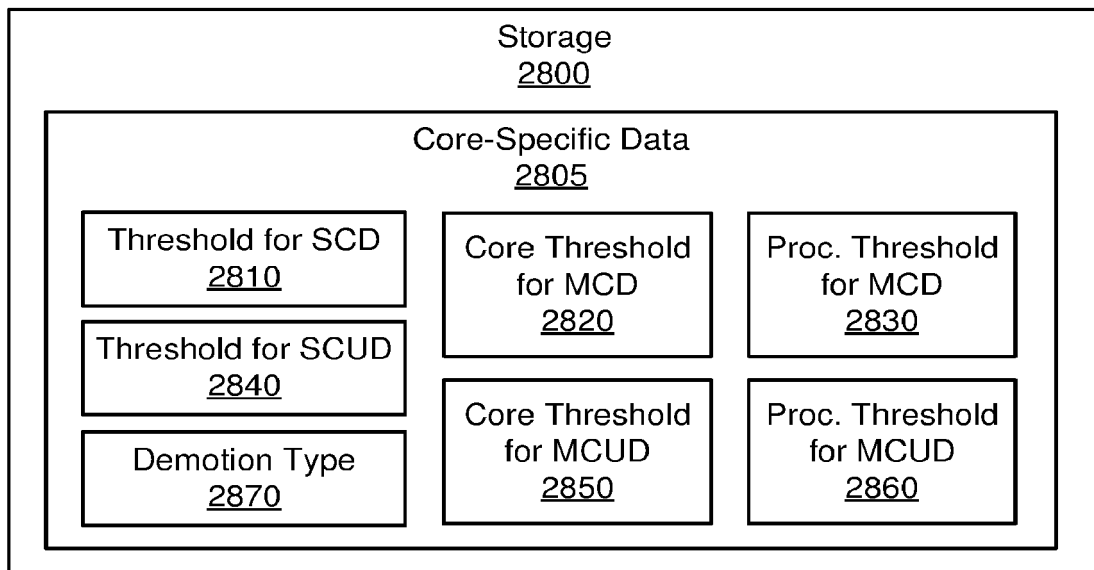 Storage
2800
Core-Specific Data
2805
Threshold for SCD
2810
Threshold for SCUD
2840
Demotion Type
2870
Core Threshold
for MCD
2820
Core Threshold
for MCUD
2850
Proc. Threshold
for MCD
2830
Proc. Threshold
for MCUD
2860